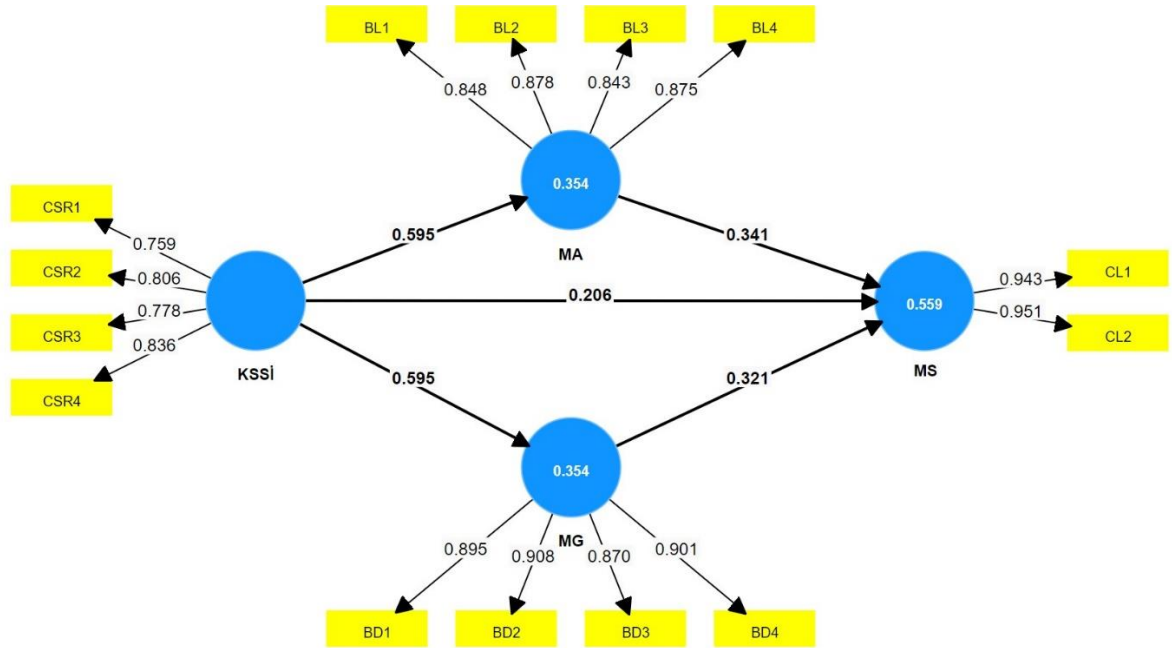 BL1 BL2 BL3 BL4
0.848 0.878 0.843 0.875
0.354
MA
CSR1
CSR2
CSR3
CSR4
0.759
0.806
0.778
0.836
KSSİ
0.595
0.341
0.206
0.595
0.321
0.559
MS
0.943
0.951
CL1
CL2
0.354
MG
0.895 0.908 0.870 0.901
BD1 BD2 BD3 BD4